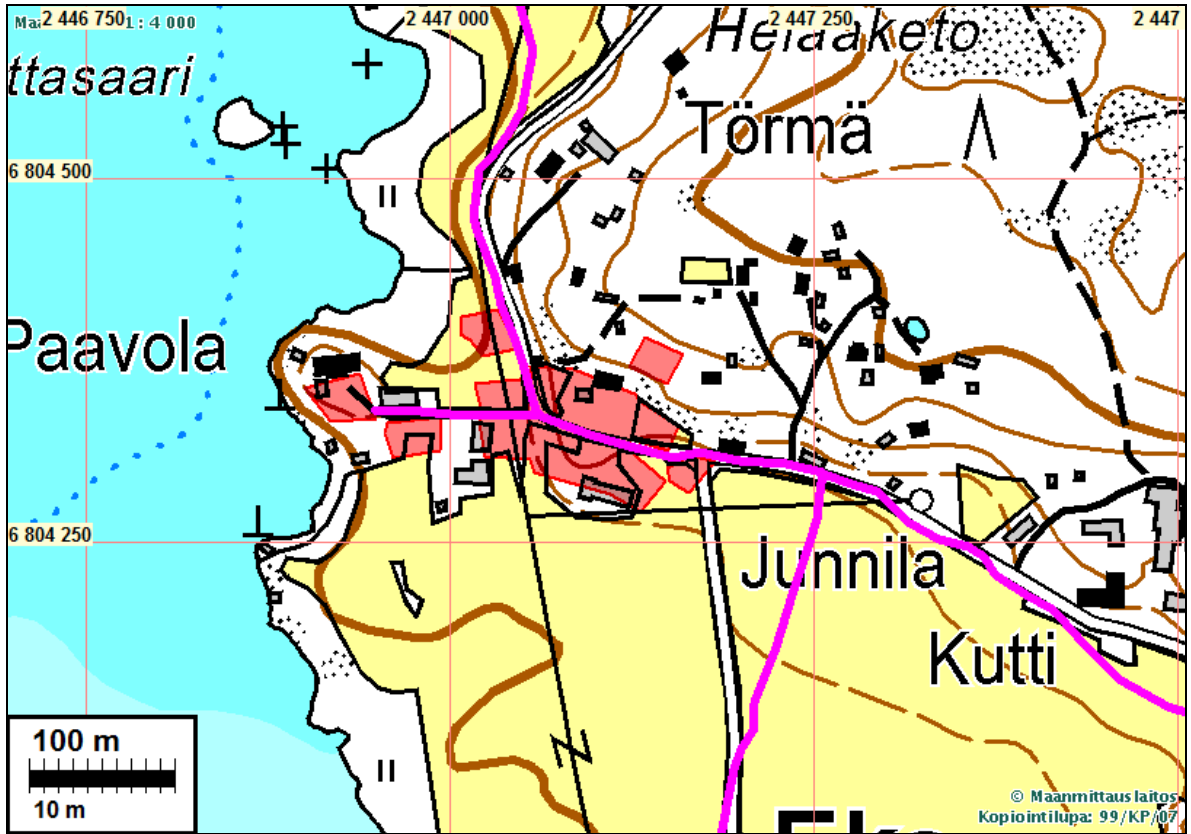 2 446 750
1 : 4 000
2 447 000
2 447 250
2 447
ttasaari
Törmä
6 804 500
Paavola
6 804 250
Junnila
Kutti
100 m
10 m
© Maanmittauslaitos
Kopiointilupa: 99/KP/07